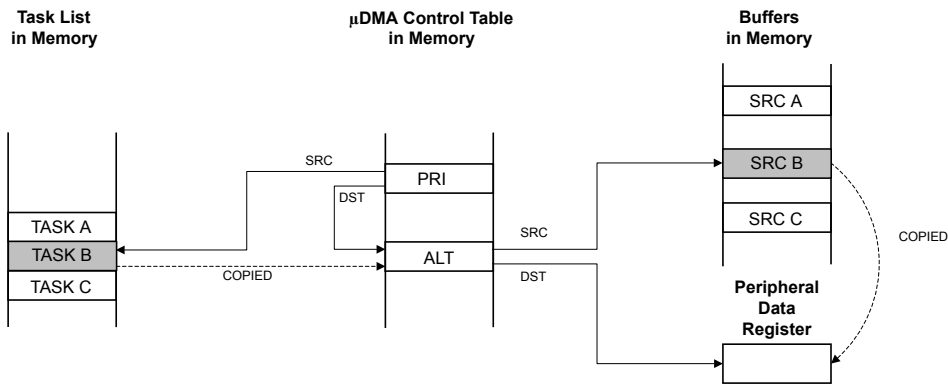 Task List
in Memory
μDMA Control Table
in Memory
Buffers
in Memory
SRC A
SRC
PRI
SRC B
DST
TASK A
SRC C
SRC
COPIED
TASK B
ALT
COPIED
DST
TASK C
Peripheral
Data
Register